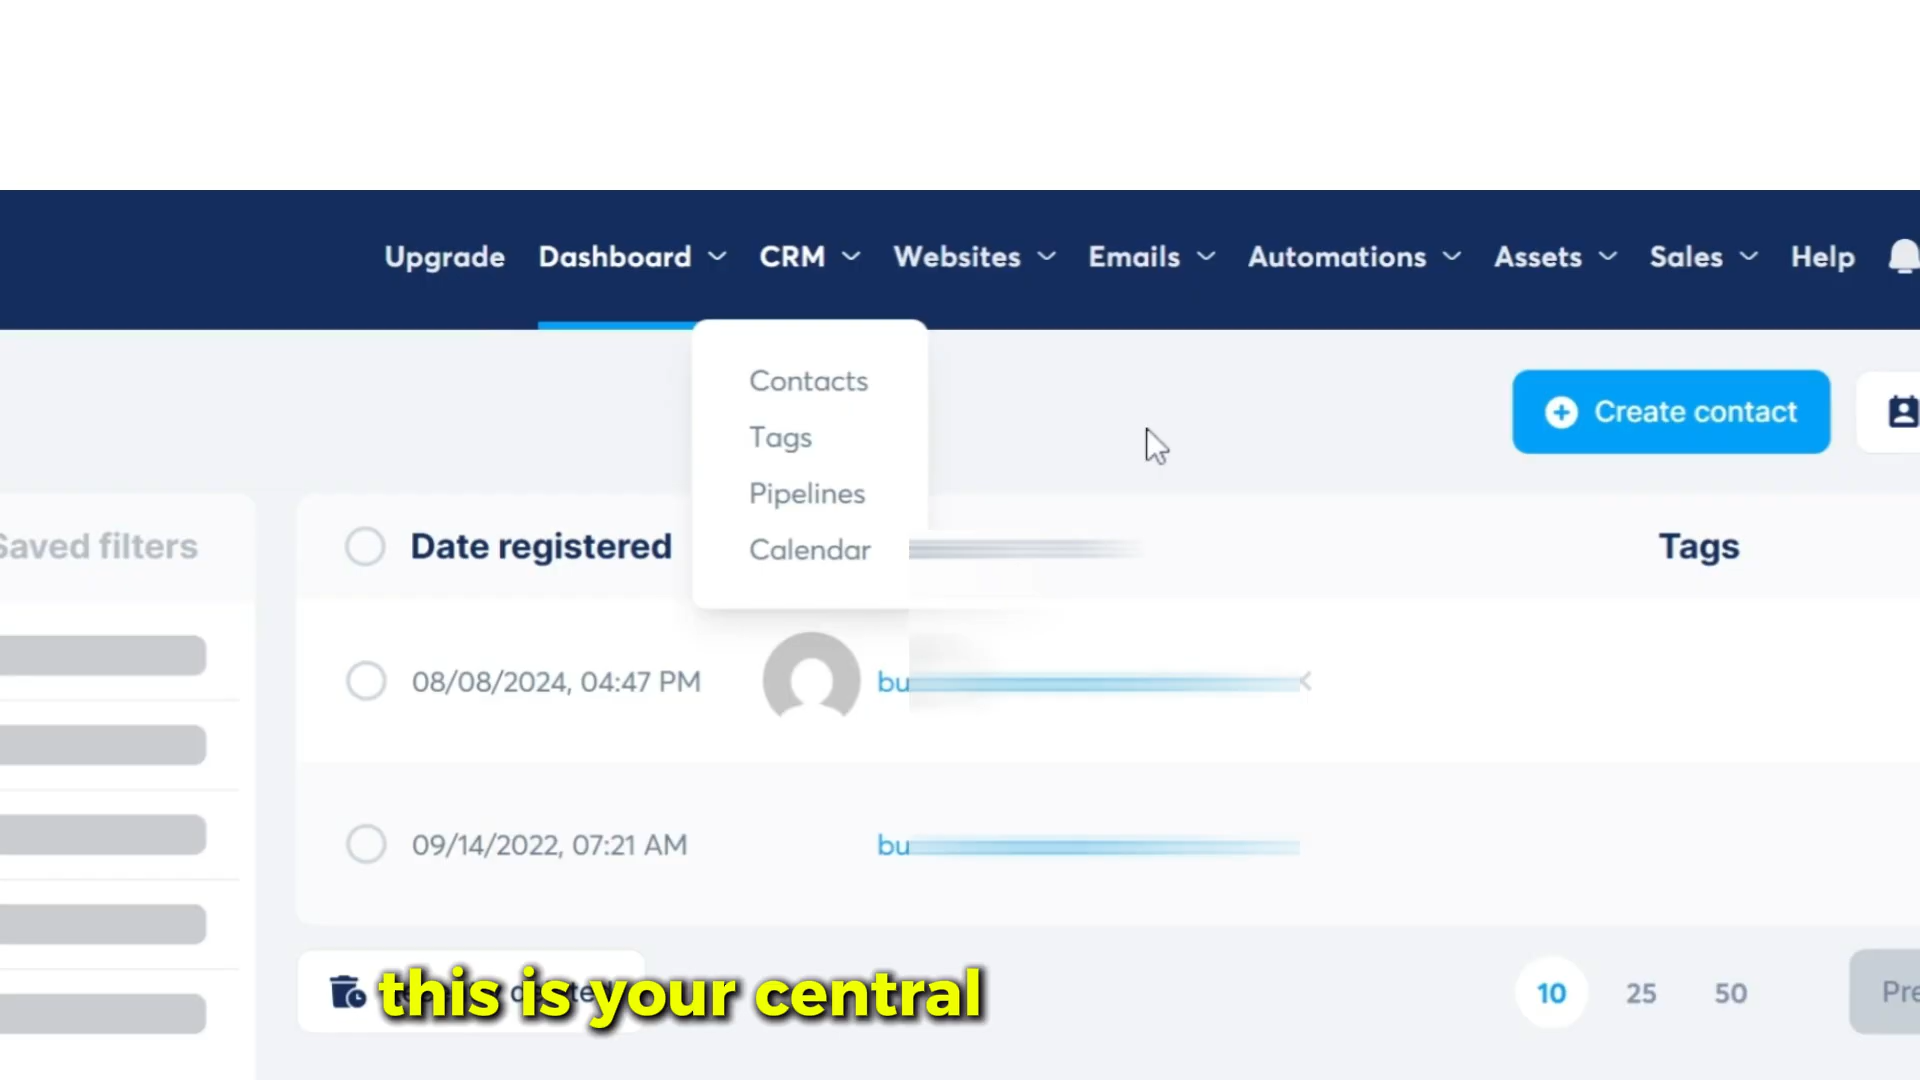 Upgrade Dashboard CRM Websites Emails Automations Assets Sales Help
Contacts
Tags
Pipelines
Calendar
Create contact
Saved filters
Date registered
Tags
08/08/2024, 04:47 PM
bu
09/14/2022, 07:21 AM
bu
this is your central
10 25 50
Pre